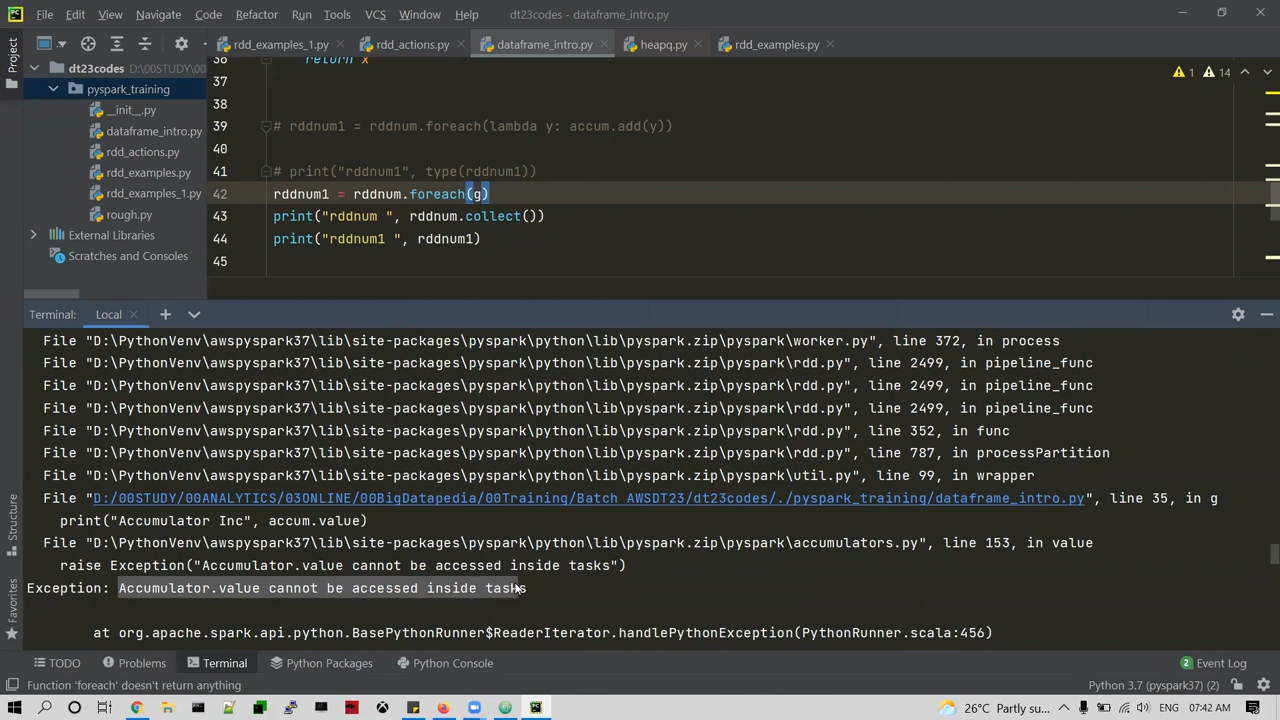 File Edit View Navigate Code Refactor Run Tools VCS Window Help dt23codes - dataframe_intro.py
rdd_examples_1.py rdd_actions.py dataframe_intro.py heapq.py rdd_examples.py
Project
dt23codes D:\00STUDY\00
pyspark_training
__init__.py
dataframe_intro.py
rdd_actions.py
rdd_examples.py
rdd_examples_1.py
rough.py
External Libraries
Scratches and Consoles
1 14
36 return x
37
38
39 # rddnum1 = rddnum.foreach(lambda y: accum.add(y))
40
41 # print("rddnum1", type(rddnum1))
42 rddnum1 = rddnum.foreach(g)
43 print("rddnum ", rddnum.collect())
44 print("rddnum1 ", rddnum1)
45
Terminal: Local
File "D:\PythonVenv\awspyspark37\lib\site-packages\pyspark\python\lib\pyspark.zip\pyspark\worker.py", line 372, in process
File "D:\PythonVenv\awspyspark37\lib\site-packages\pyspark\python\lib\pyspark.zip\pyspark\rdd.py", line 2499, in pipeline_func
File "D:\PythonVenv\awspyspark37\lib\site-packages\pyspark\python\lib\pyspark.zip\pyspark\rdd.py", line 2499, in pipeline_func
File "D:\PythonVenv\awspyspark37\lib\site-packages\pyspark\python\lib\pyspark.zip\pyspark\rdd.py", line 2499, in pipeline_func
File "D:\PythonVenv\awspyspark37\lib\site-packages\pyspark\python\lib\pyspark.zip\pyspark\rdd.py", line 352, in func
File "D:\PythonVenv\awspyspark37\lib\site-packages\pyspark\python\lib\pyspark.zip\pyspark\rdd.py", line 787, in processPartition
File "D:\PythonVenv\awspyspark37\lib\site-packages\pyspark\python\lib\pyspark.zip\pyspark\util.py", line 99, in wrapper
File "D:/00STUDY/00ANALYTICS/03ONLINE/00BigDatapedia/00Training/Batch AWSDT23/dt23codes/./pyspark_training/dataframe_intro.py", line 35, in g
print("Accumulator Inc", accum.value)
File "D:\PythonVenv\awspyspark37\lib\site-packages\pyspark\python\lib\pyspark.zip\pyspark\accumulators.py", line 153, in value
raise Exception("Accumulator.value cannot be accessed inside tasks")
Exception: Accumulator.value cannot be accessed inside tasks
at org.apache.spark.api.python.BasePythonRunner$ReaderIterator.handlePythonException(PythonRunner.scala:456)
Structure
Favorites
TODO Problems Terminal Python Packages Python Console 2 Event Log
Function 'foreach' doesn't return anything Python 3.7 (pyspark37) (2)
26°C Partly su... ENG 07:42 AM